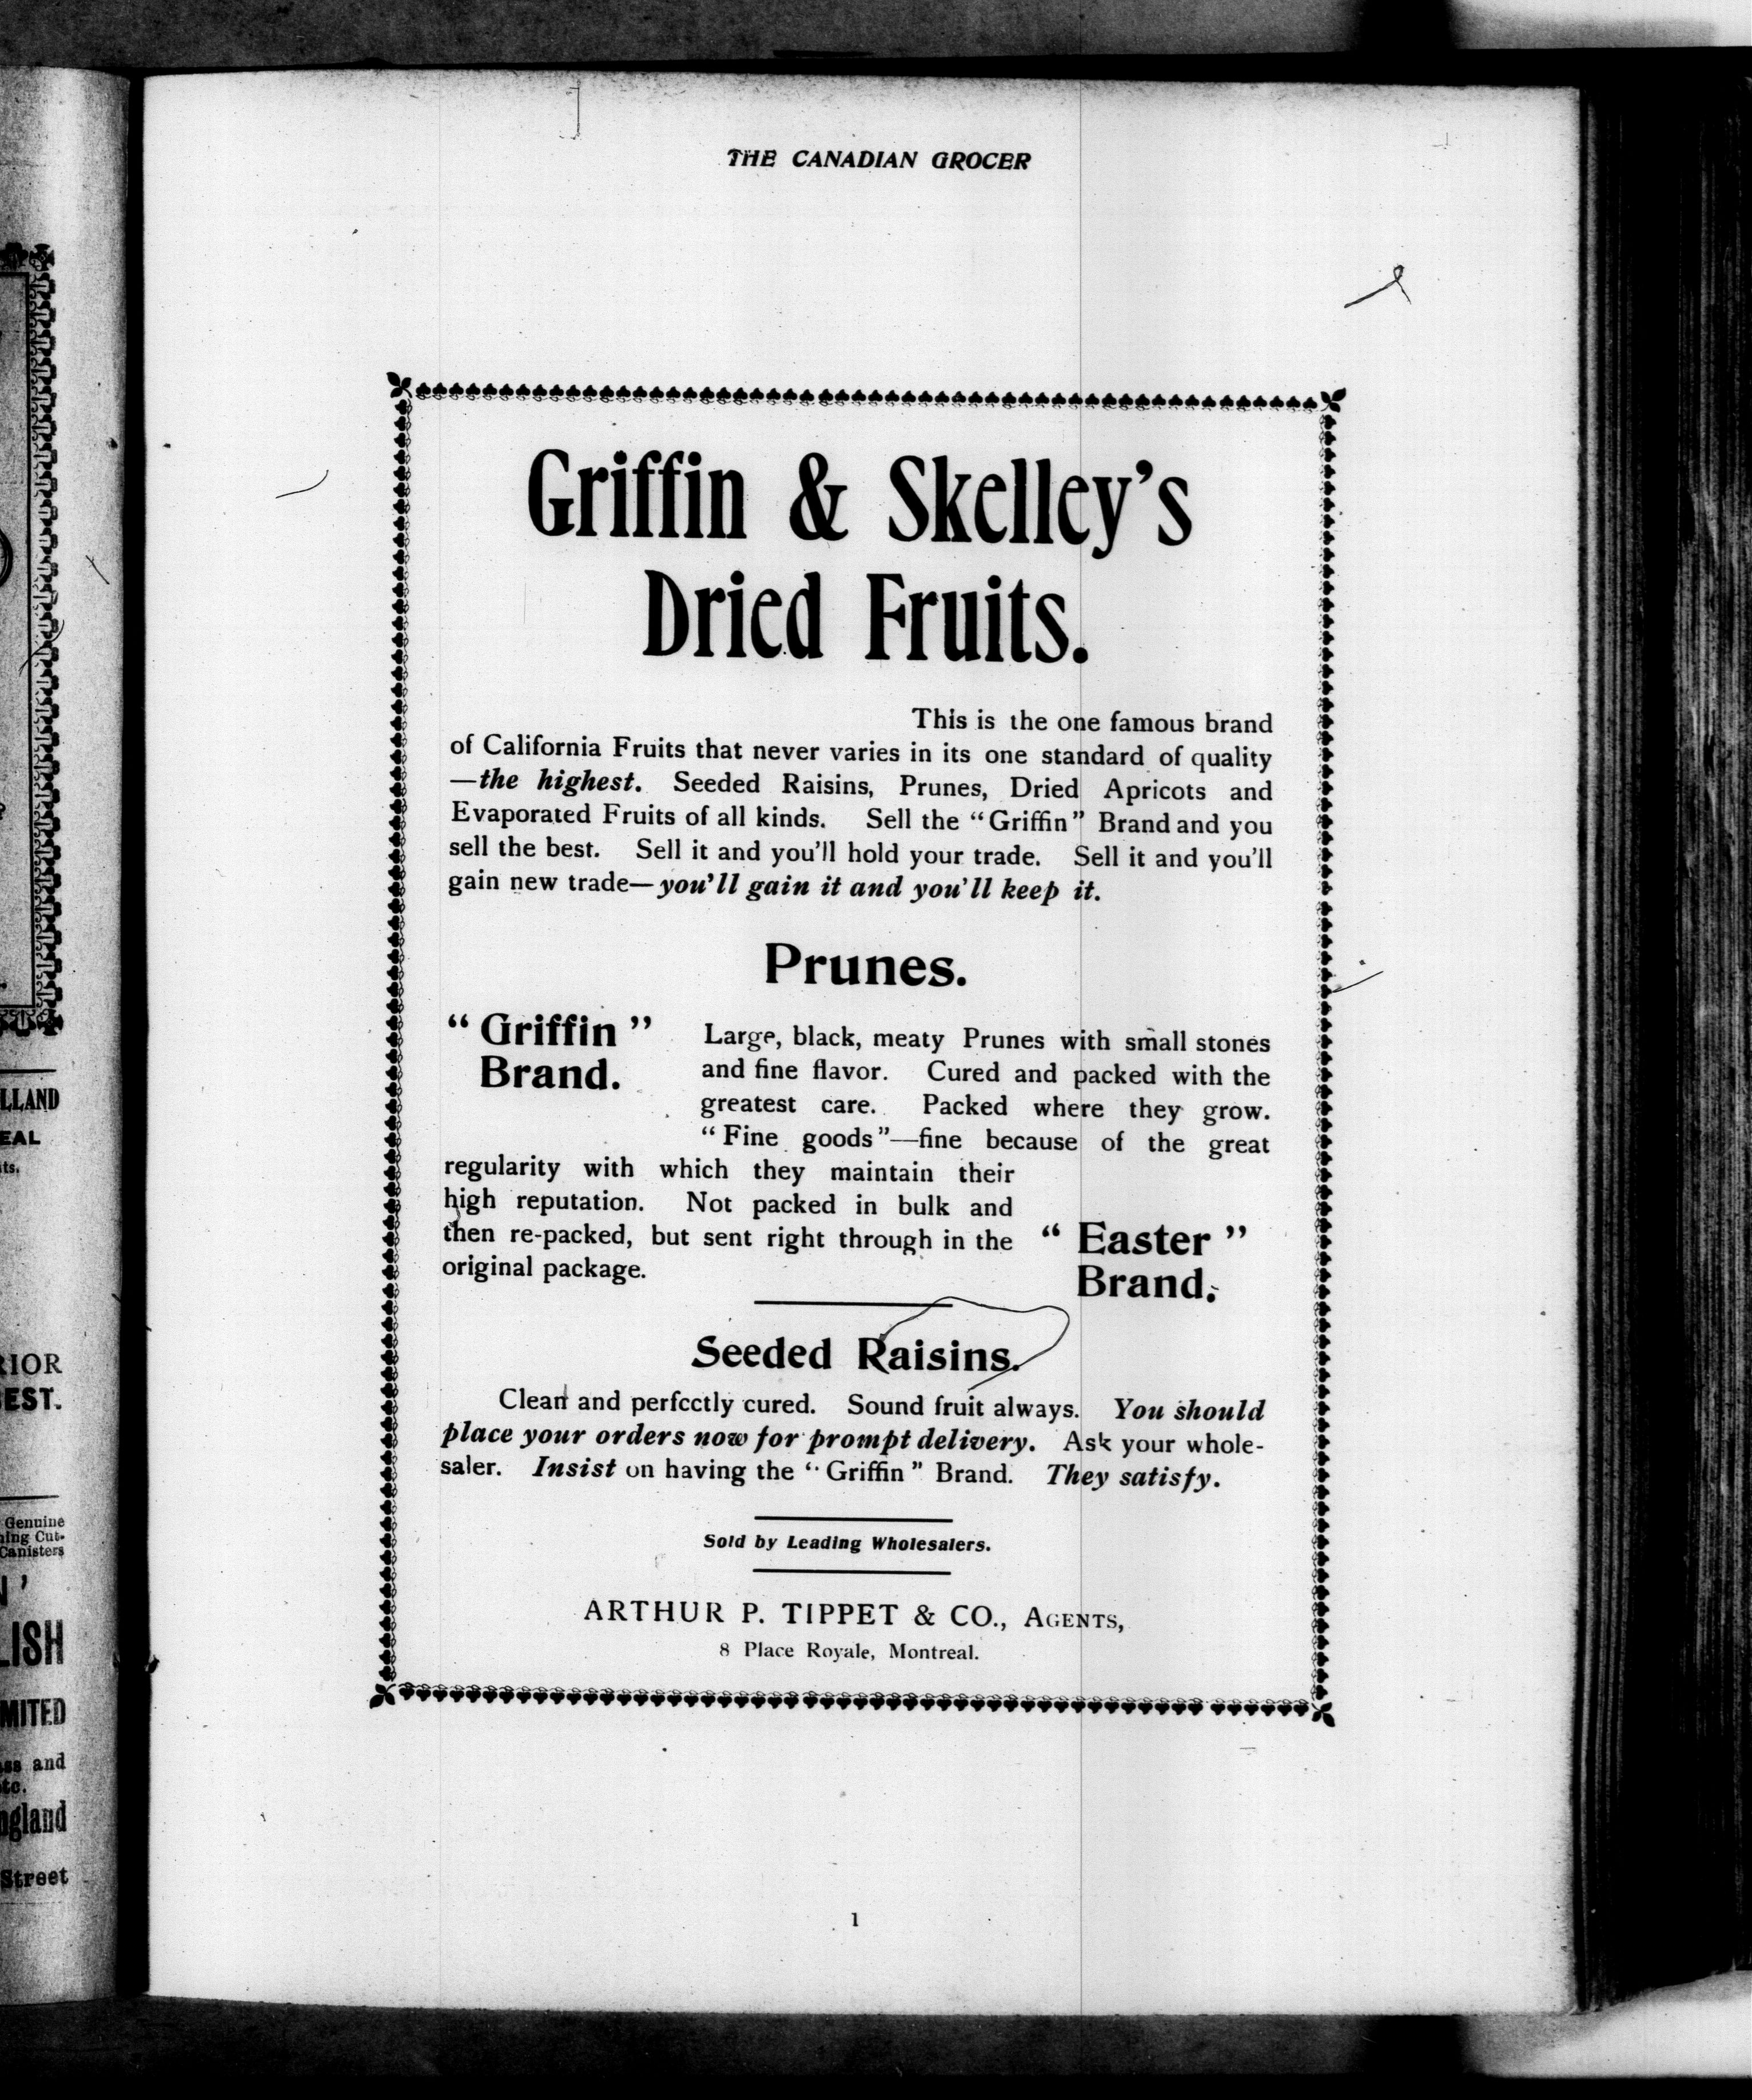 THE CANADIAN GROCER
Griffin & Skelley's
Dried Fruits.
This is the one famous brand
of California Fruits that never varies in its one standard of quality
—the highest. Seeded Raisins, Prunes, Dried Apricots and
Evaporated Fruits of all kinds. Sell the "Griffin" Brand and you
sell the best. Sell it and you'll hold your trade. Sell it and you'll
gain new trade—you'll gain it and you'll keep it.
Prunes.
" Griffin "
Brand.
Large, black, meaty Prunes with small stones
and fine flavor. Cured and packed with the
greatest care. Packed where they grow.
"Fine goods"—fine because of the great
regularity with which they maintain their
high reputation. Not packed in bulk and
then re-packed, but sent right through in the
original package.
" Easter "
Brand.
Seeded Raisins.
Clean and perfectly cured. Sound fruit always. You should
place your orders now for prompt delivery. Ask your whole-
saler. Insist on having the "Griffin" Brand. They satisfy.
Sold by Leading Wholesalers.
ARTHUR P. TIPPET & CO., AGENTS,
8 Place Royale, Montreal.
1
LLAND
EAL
ts.
RIOR
EST.
Genuine
ning Cut-
Canisters
LISH
MITED
ss and
tc.
ngland
Street